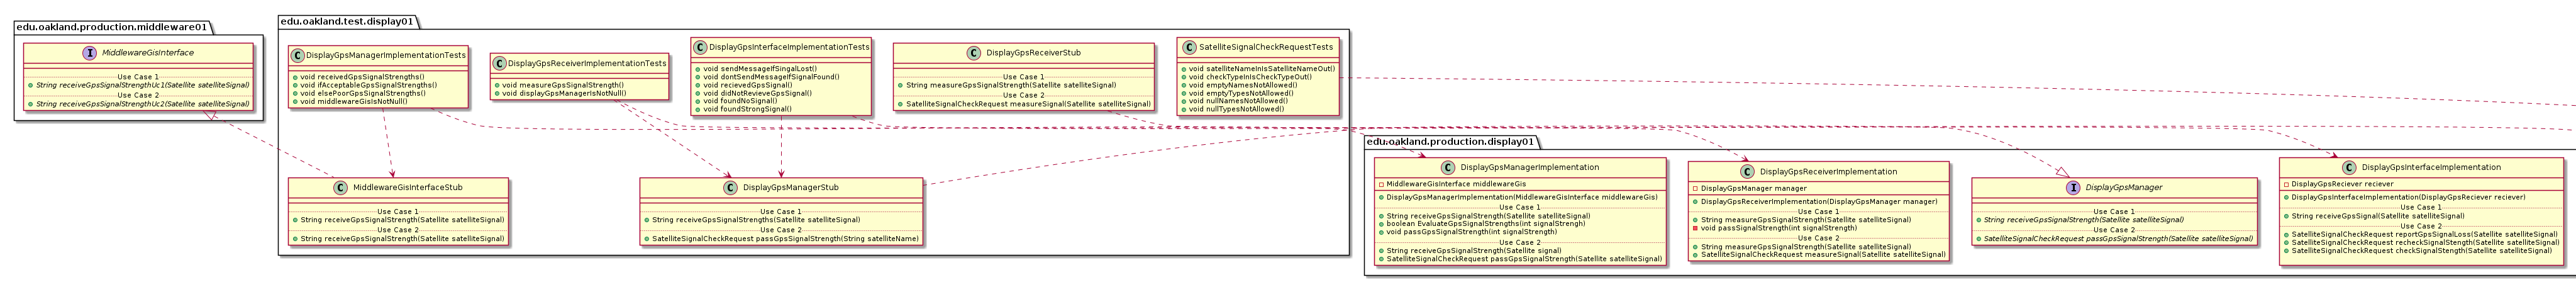 edu.oakland.production.middleware01
I MiddlewareGisInterface
Use Case 1
String receiveGpsSignalStrengthUc1(Satellite satelliteSignal)
Use Case 2
String receiveGpsSignalStrengthUc2(Satellite satelliteSignal)
edu.oakland.test.display01
C DisplayGpsManagerImplementationTests
void receivedGpsSignalStrengths()
void ifAcceptableGpsSignalStrengths()
void elsePoorGpsSignalStrengths()
void middlewareGisIsNotNull()
C DisplayGpsReceiverImplementationTests
void measureGpsSignalStrength()
void displayGpsManagerIsNotNull()
C DisplayGpsInterfaceImplementationTests
void sendMessageIfSingalLost()
void dontSendMessageIfSignalFound()
void recievedGpsSignal()
void didNotRevieveGpsSignal()
void foundNoSignal()
void foundStrongSignal()
C DisplayGpsReceiverStub
Use Case 1
String measureGpsSignalStrength(Satellite satelliteSignal)
Use Case 2
SatelliteSignalCheckRequest measureSignal(Satellite satelliteSignal)
C SatelliteSignalCheckRequestTests
void satelliteNameInIsSatelliteNameOut()
void checkTypeInIsCheckTypeOut()
void emptyNamesNotAllowed()
void emptyTypesNotAllowed()
void nullNamesNotAllowed()
void nullTypesNotAllowed()
C MiddlewareGisInterfaceStub
Use Case 1
String receiveGpsSignalStrength(Satellite satelliteSignal)
Use Case 2
String receiveGpsSignalStrength(Satellite satelliteSignal)
C DisplayGpsManagerStub
Use Case 1
String receiveGpsSignalStrengths(Satellite satelliteSignal)
Use Case 2
SatelliteSignalCheckRequest passGpsSignalStrength(String satelliteName)
edu.oakland.production.display01
C DisplayGpsManagerImplementation
MiddlewareGisInterface middlewareGis
DisplayGpsManagerImplementation(MiddlewareGisInterface middlewareGis)
Use Case 1
String receiveGpsSignalStrength(Satellite satelliteSignal)
boolean EvaluateGpsSignalStrengths(int signalStrengh)
void passGpsSignalStrength(int signalStrength)
Use Case 2
String receiveGpsSignalStrength(Satellite signal)
SatelliteSignalCheckRequest passGpsSignalStrength(Satellite satelliteSignal)
C DisplayGpsReceiverImplementation
DisplayGpsManager manager
DisplayGpsReceiverImplementation(DisplayGpsManager manager)
Use Case 1
String measureGpsSignalStrength(Satellite satelliteSignal)
void passSignalStrength(int signalStrength)
Use Case 2
String measureGpsSignalStrength(Satellite satelliteSignal)
SatelliteSignalCheckRequest measureSignal(Satellite satelliteSignal)
I DisplayGpsManager
Use Case 1
String receiveGpsSignalStrength(Satellite satelliteSignal)
Use Case 2
SatelliteSignalCheckRequest passGpsSignalStrength(Satellite satelliteSignal)
C DisplayGpsInterfaceImplementation
DisplayGpsReciever reciever
DisplayGpsInterfaceImplementation(DisplayGpsReciever reciever)
Use Case 1
String receiveGpsSignal(Satellite satelliteSignal)
Use Case 2
SatelliteSignalCheckRequest reportGpsSignalLoss(Satellite satelliteSignal)
SatelliteSignalCheckRequest recheckSignalStength(Satellite satelliteSignal)
SatelliteSignalCheckRequest checkSignalStength(Satellite satelliteSignal)